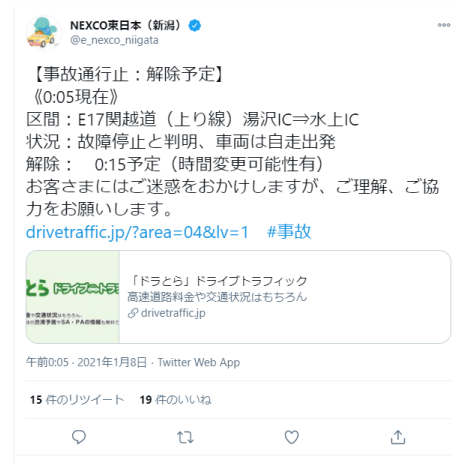 NEXCO東日本（新潟）
@e_nexco_niigata
【事故通行止：解除予定】
《0:05現在》
区間：E17関越道（上り線）湯沢IC⇒水上IC
状況：故障停止と判明、車両は自走出発
解除：　0:15予定（時間変更可能性有）
お客さまにはご迷惑をおかけしますが、ご理解、ご協
力をお願いします。
drivetraffic.jp/?area=04&lv=1　#事故
とら ドライブ トラ
「ドラとら」ドライブトラフィック
高速道路料金や交通状況はもちろん
drivetraffic.jp
午前0:05 · 2021年1月8日 · Twitter Web App
15 件のリツイート　19 件のいいね